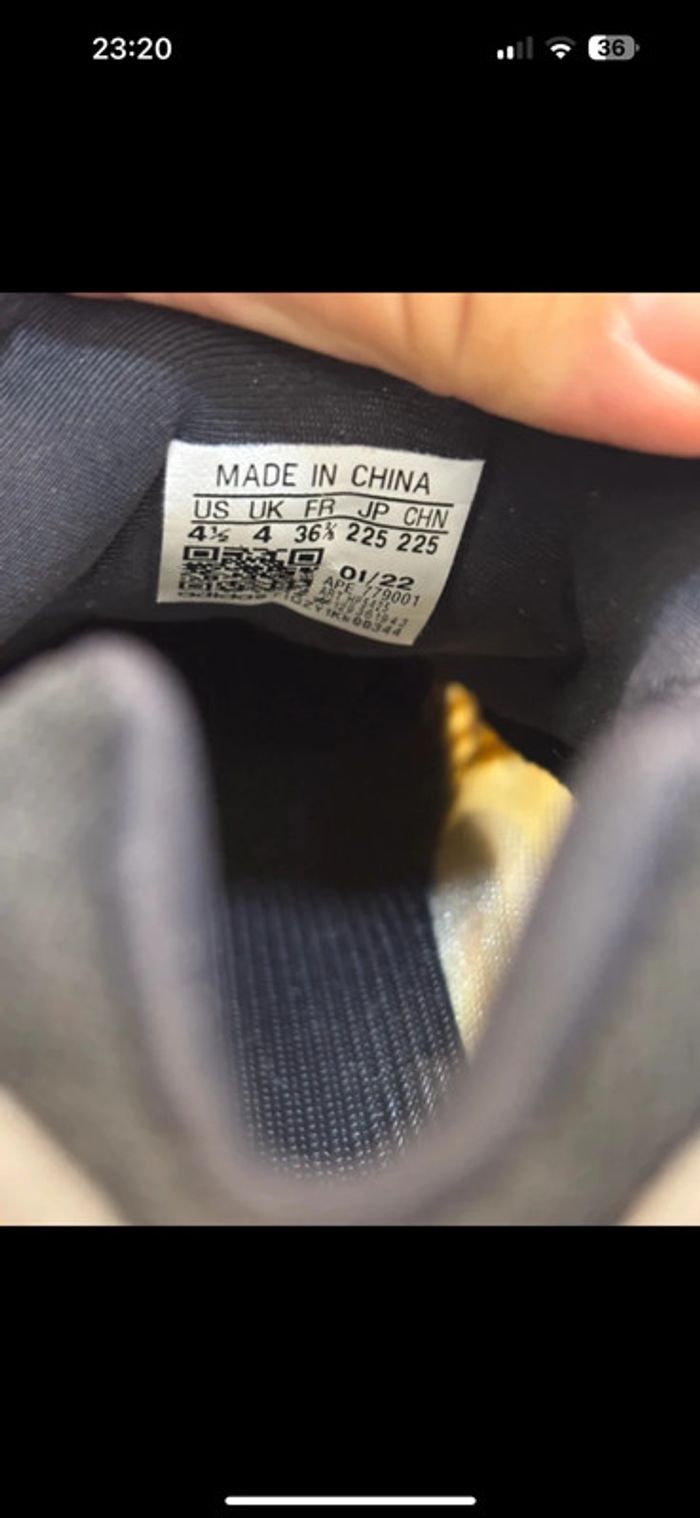 23:20
36
MADE IN CHINA
US UK FR JP CHN
4½ 4 36⅔ 225 225
01/22
APE 779001